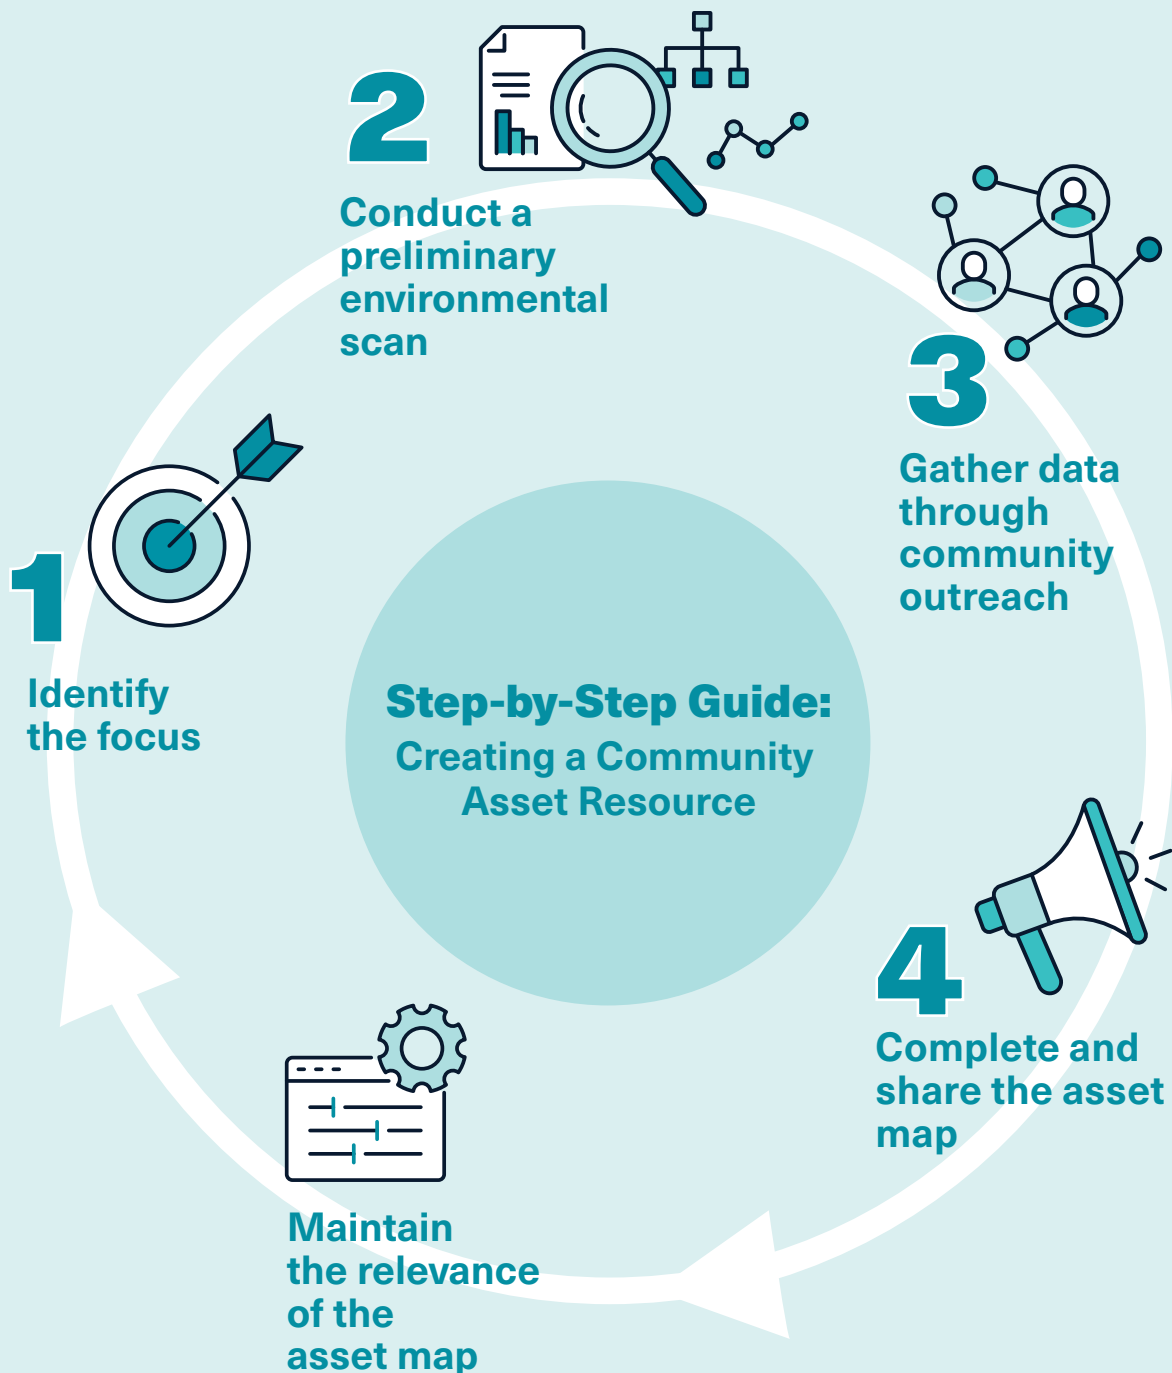 Step-by-Step Guide:
Creating a Community
Asset Resource
1
Identify
the focus
2
Conduct a
preliminary
environmental
scan
3
Gather data
through
community
outreach
4
Complete and
share the asset
map
Maintain
the relevance
of the
asset map